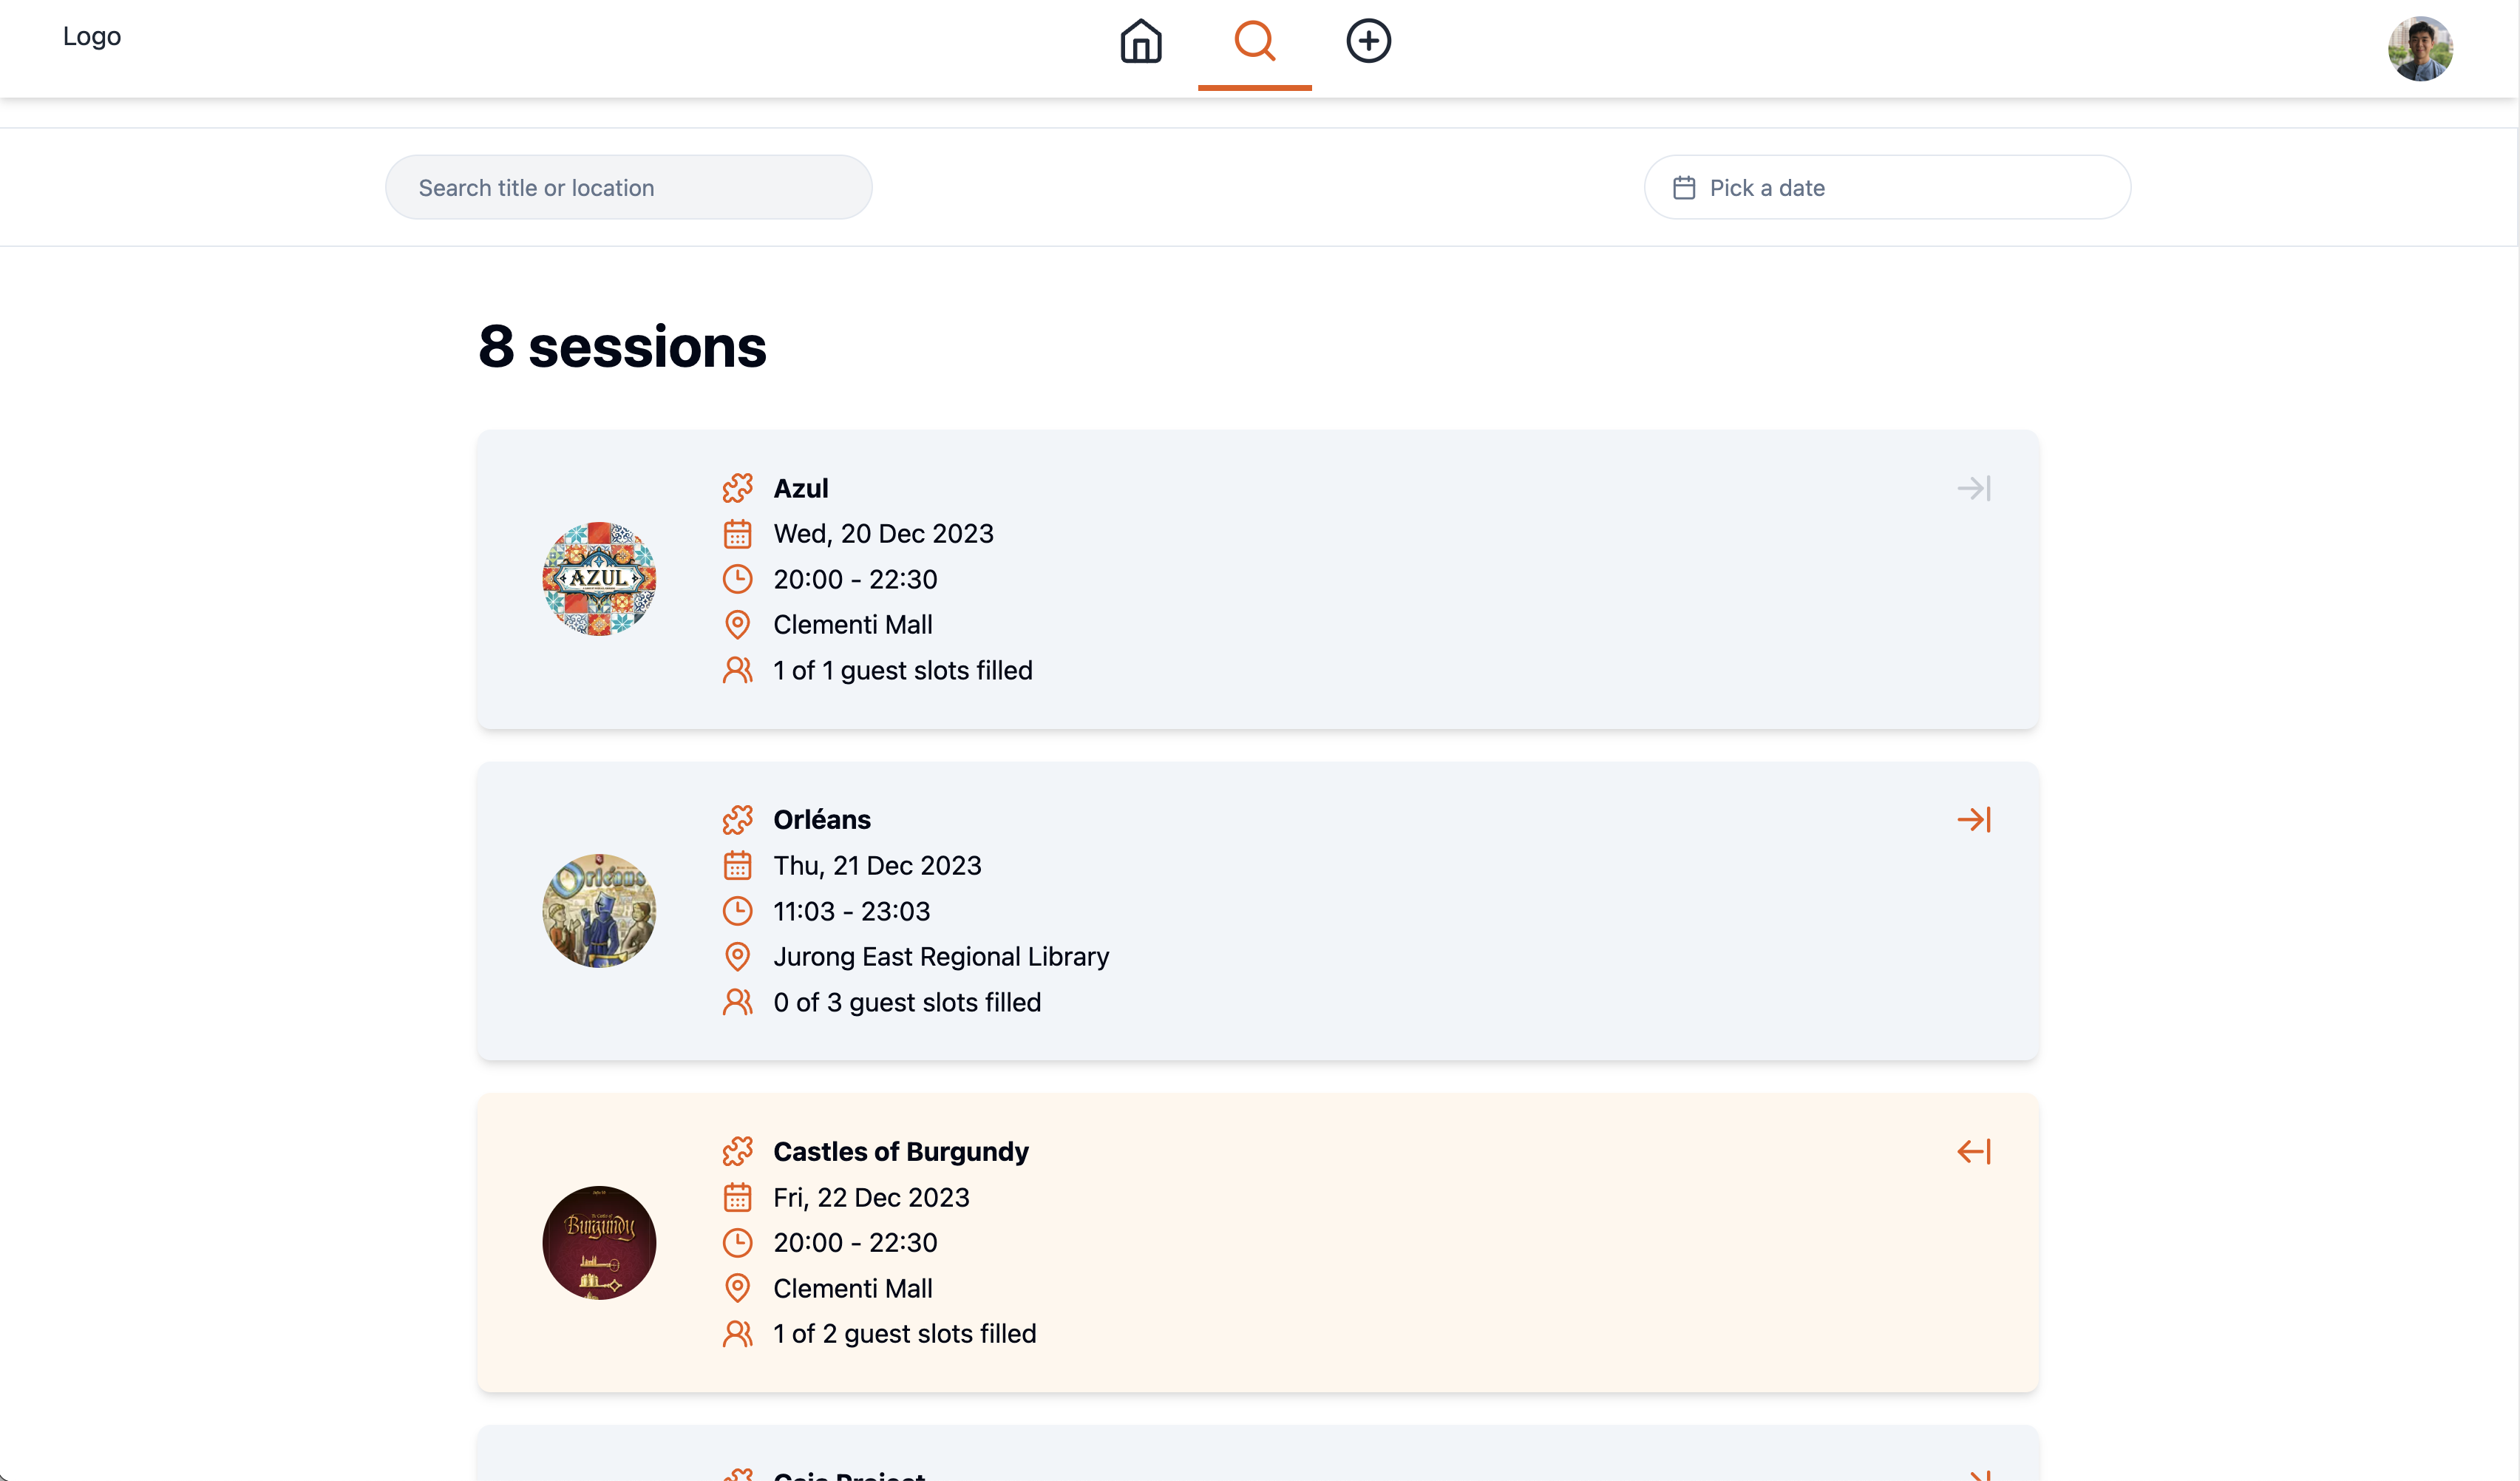 Logo
Search title or location
Pick a date
8 sessions
AZUL
Azul
Wed, 20 Dec 2023
20:00 - 22:30
Clementi Mall
1 of 1 guest slots filled
Orléans
Orléans
Thu, 21 Dec 2023
11:03 - 23:03
Jurong East Regional Library
0 of 3 guest slots filled
Burgundy
Castles of Burgundy
Fri, 22 Dec 2023
20:00 - 22:30
Clementi Mall
1 of 2 guest slots filled